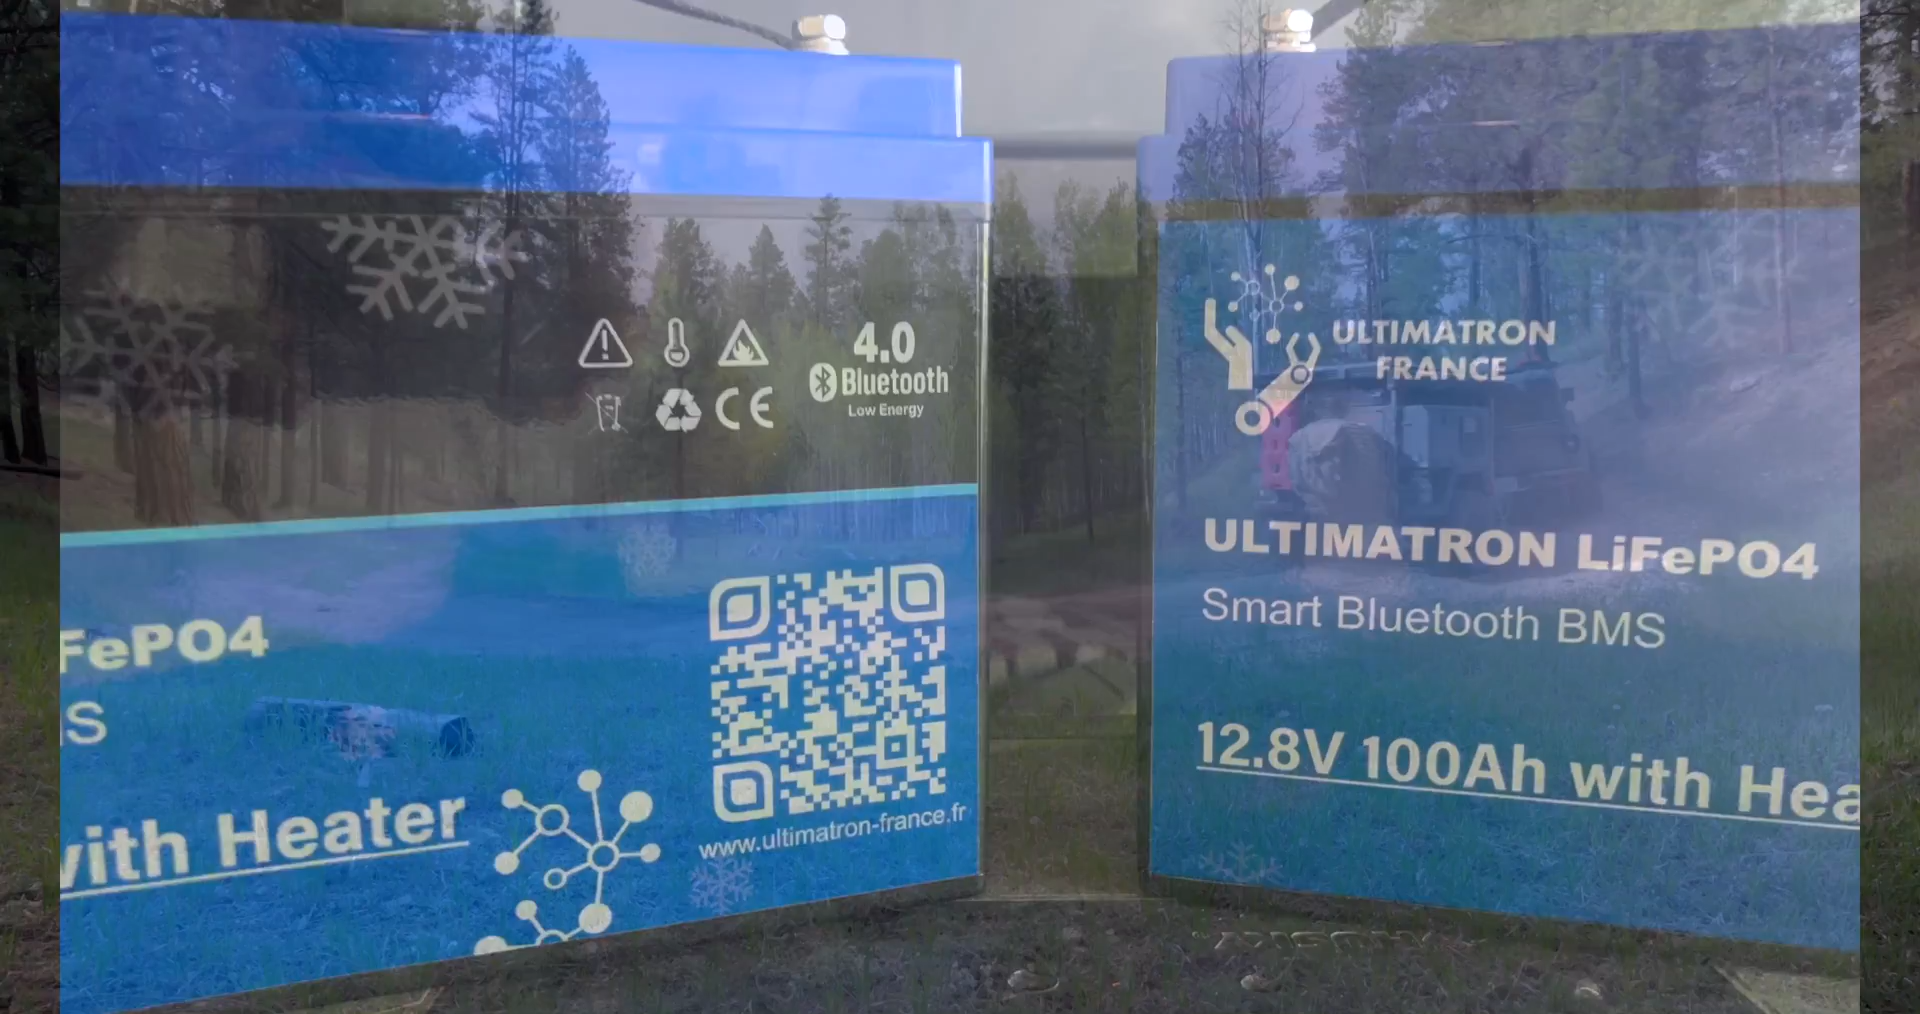 4.0
Bluetooth
Low Energy
CE
FePO4
S
with Heater
www.ultimatron-france.fr
ULTIMATRON
FRANCE
ULTIMATRON LiFePO4
Smart Bluetooth BMS
12.8V 100Ah with Hea